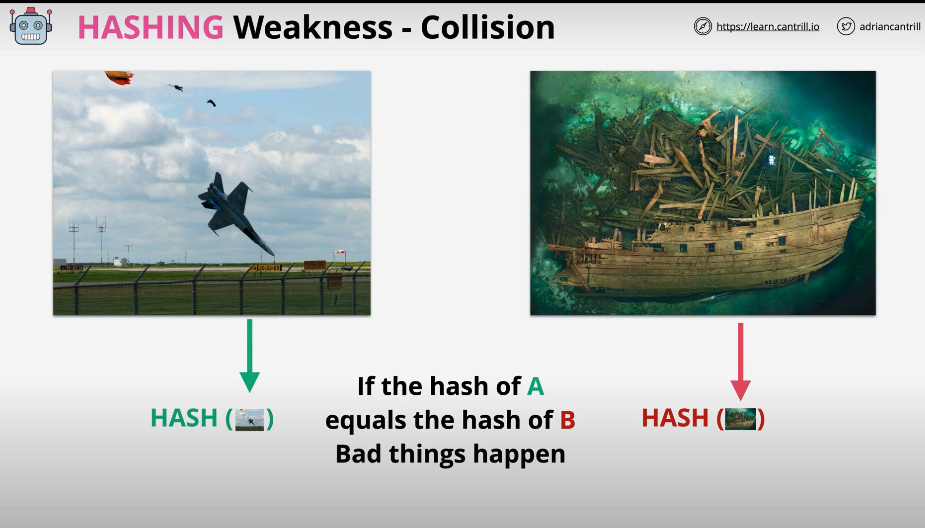 HASHING Weakness - Collision
https://learn.cantrill.io
adriancantrill
If the hash of A
equals the hash of B
Bad things happen
HASH ( )
HASH ( )